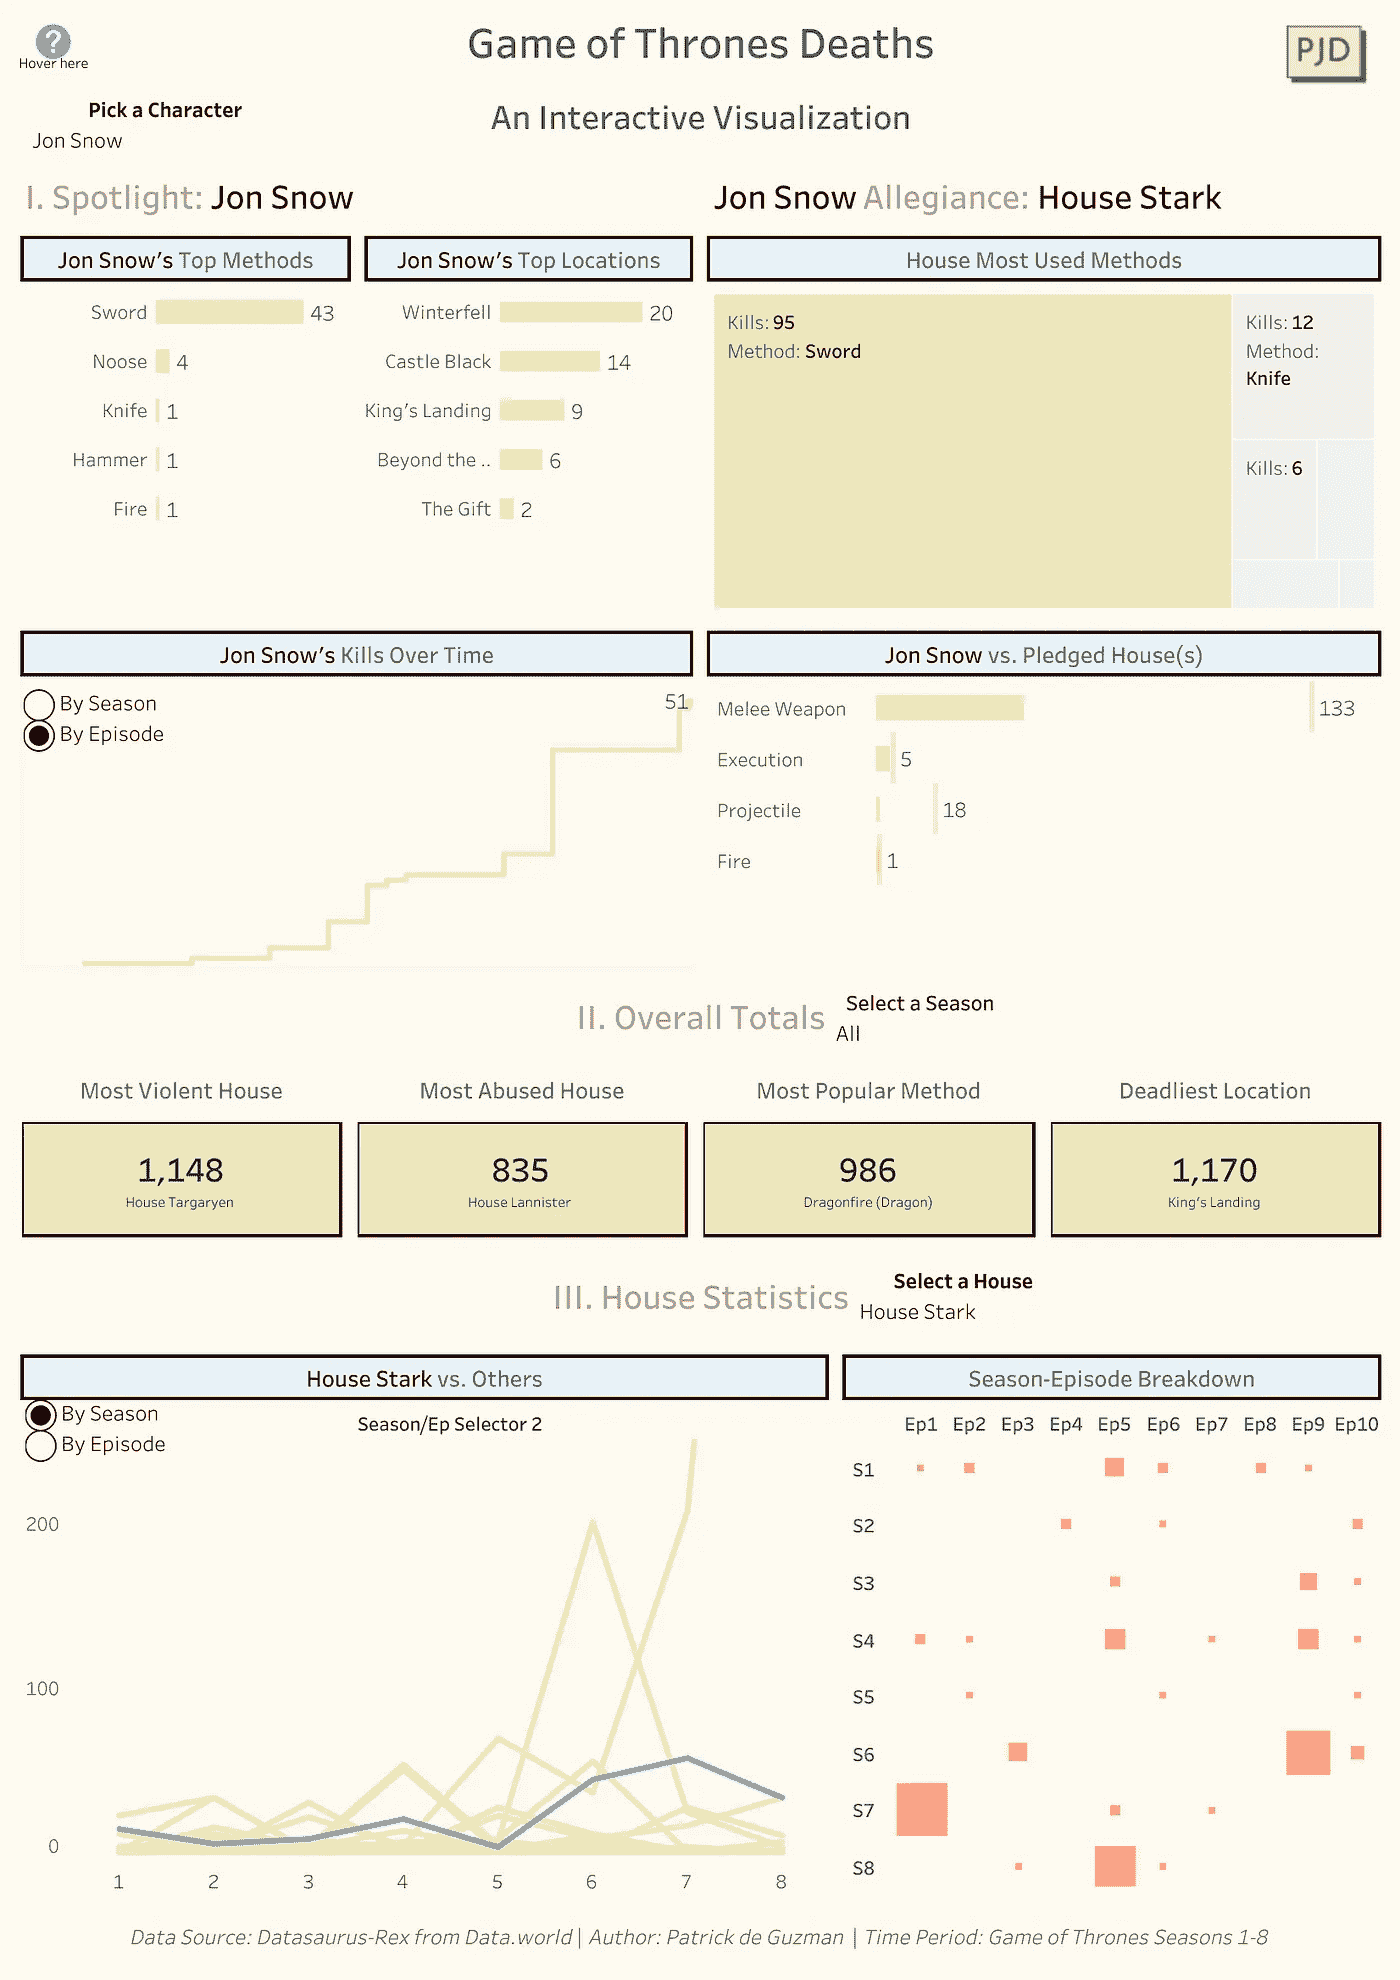 ?
Hover here
Game of Thrones Deaths
PJD
Pick a Character
Jon Snow
An Interactive Visualization
I. Spotlight: Jon Snow
Jon Snow Allegiance: House Stark
Jon Snow's Top Methods
Sword 43
Noose 4
Knife 1
Hammer 1
Fire 1
Jon Snow's Top Locations
Winterfell 20
Castle Black 14
King's Landing 9
Beyond the .. 6
The Gift 2
House Most Used Methods
Kills: 95
Method: Sword
Kills: 12
Method:
Knife
Kills: 6
Jon Snow's Kills Over Time
By Season
By Episode
51
Jon Snow vs. Pledged House(s)
Melee Weapon 133
Execution 5
Projectile 18
Fire 1
II. Overall Totals
Select a Season
All
Most Violent House
1,148
House Targaryen
Most Abused House
835
House Lannister
Most Popular Method
986
Dragonfire (Dragon)
Deadliest Location
1,170
King's Landing
III. House Statistics
Select a House
House Stark
House Stark vs. Others
By Season
By Episode
Season/Ep Selector 2
200
100
0
1 2 3 4 5 6 7 8
Season-Episode Breakdown
Ep1 Ep2 Ep3 Ep4 Ep5 Ep6 Ep7 Ep8 Ep9 Ep10
S1
S2
S3
S4
S5
S6
S7
S8
Data Source: Datasaurus-Rex from Data.world | Author: Patrick de Guzman | Time Period: Game of Thrones Seasons 1-8